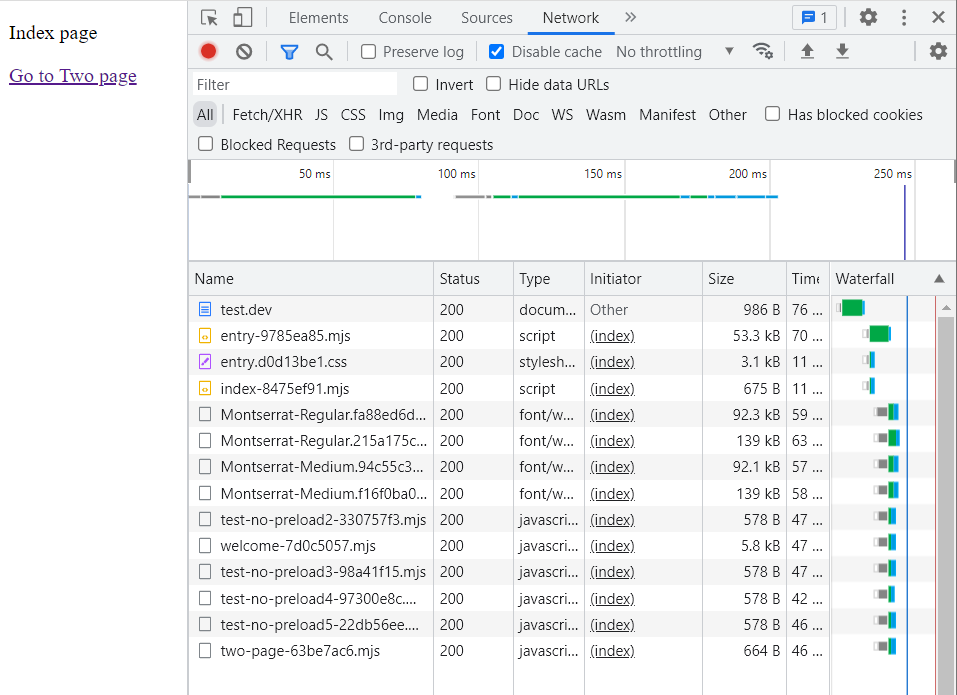 Index page
Go to Two page
Elements Console Sources Network 1
Preserve log Disable cache No throttling
Filter Invert Hide data URLs
All Fetch/XHR JS CSS Img Media Font Doc WS Wasm Manifest Other Has blocked cookies
Blocked Requests 3rd-party requests
50 ms 100 ms 150 ms 200 ms 250 ms
Name Status Type Initiator Size Time Waterfall
test.dev 200 docum... Other 986 B 76 ...
entry-9785ea85.mjs 200 script (index) 53.3 kB 70 ...
entry.d0d13be1.css 200 stylesh... (index) 3.1 kB 11 ...
index-8475ef91.mjs 200 script (index) 675 B 11 ...
Montserrat-Regular.fa88ed6d... 200 font/w... (index) 92.3 kB 59 ...
Montserrat-Regular.215a175c... 200 font/w... (index) 139 kB 63 ...
Montserrat-Medium.94c55c3... 200 font/w... (index) 92.1 kB 57 ...
Montserrat-Medium.f16f0ba0... 200 font/w... (index) 139 kB 58 ...
test-no-preload2-330757f3.mjs 200 javascri... (index) 578 B 47 ...
welcome-7d0c5057.mjs 200 javascri... (index) 5.8 kB 47 ...
test-no-preload3-98a41f15.mjs 200 javascri... (index) 578 B 47 ...
test-no-preload4-97300e8c.... 200 javascri... (index) 578 B 42 ...
test-no-preload5-22db56ee.... 200 javascri... (index) 578 B 46 ...
two-page-63be7ac6.mjs 200 javascri... (index) 664 B 46 ...